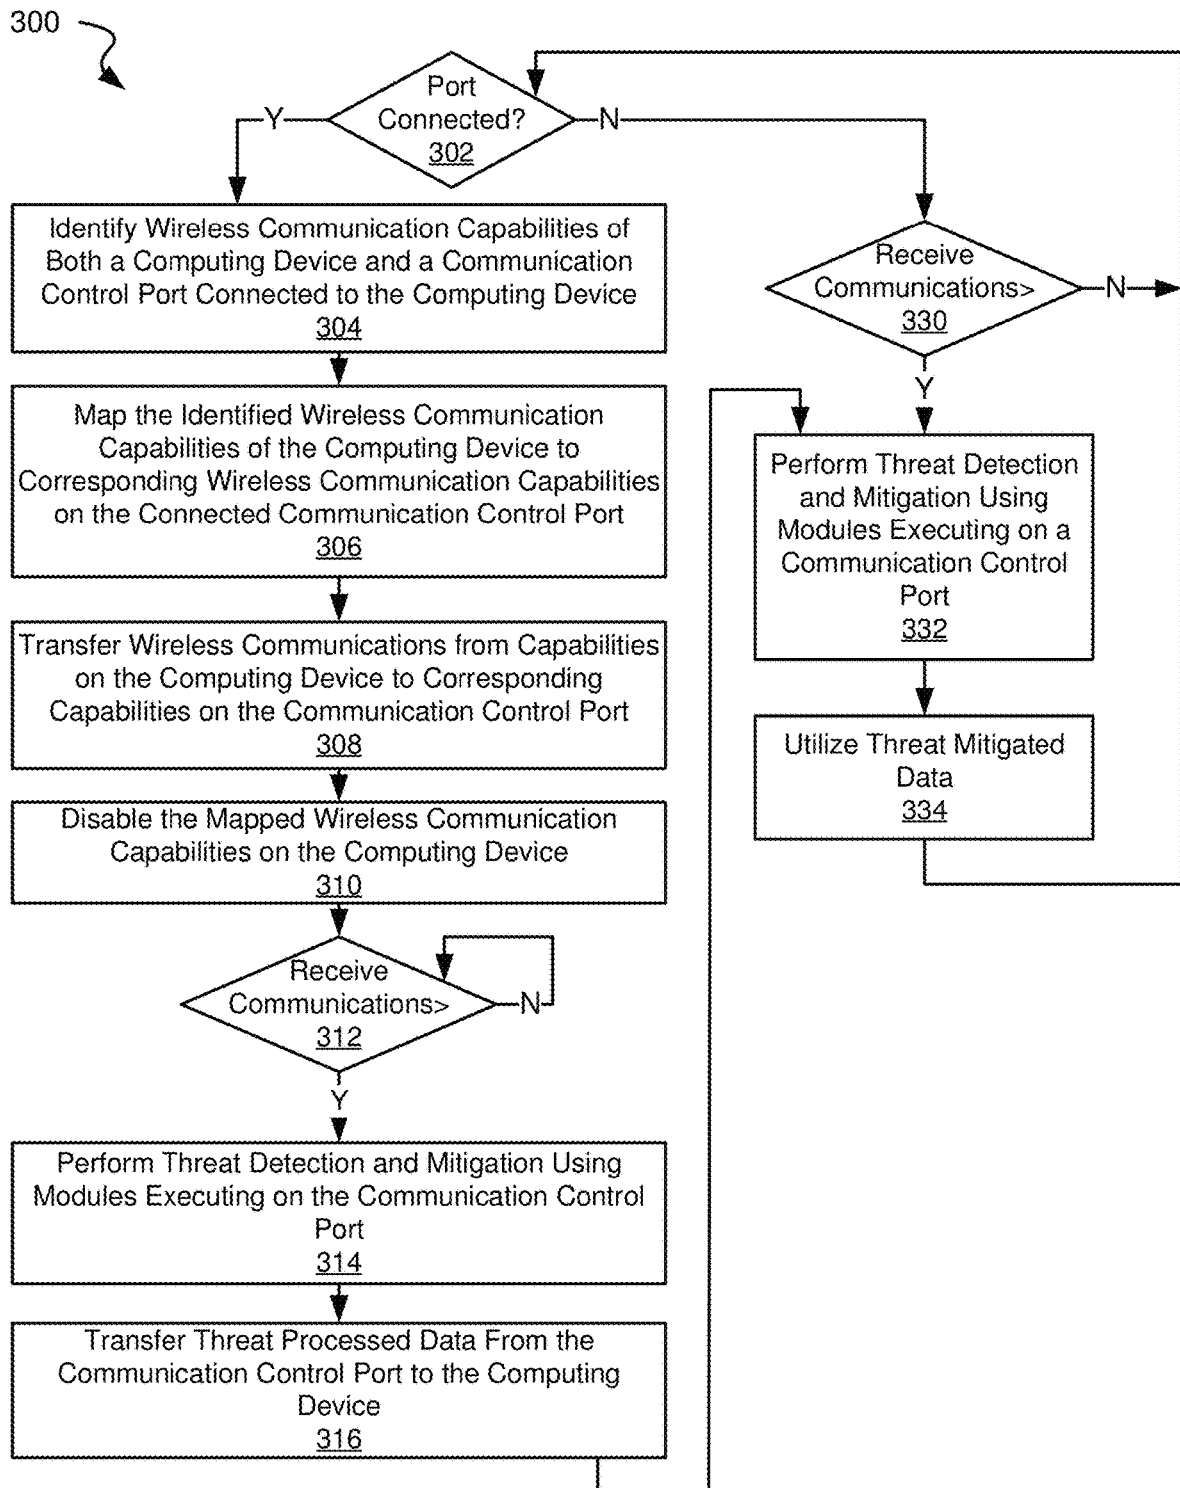 300
Port
Connected?
302
Y
N
Identify Wireless Communication Capabilities of
Both a Computing Device and a Communication
Control Port Connected to the Computing Device
304
Map the Identified Wireless Communication
Capabilities of the Computing Device to
Corresponding Wireless Communication Capabilities
on the Connected Communication Control Port
306
Transfer Wireless Communications from Capabilities
on the Computing Device to Corresponding
Capabilities on the Communication Control Port
308
Disable the Mapped Wireless Communication
Capabilities on the Computing Device
310
Receive
Communications>
312
N
Y
Perform Threat Detection and Mitigation Using
Modules Executing on the Communication Control
Port
314
Transfer Threat Processed Data From the
Communication Control Port to the Computing
Device
316
Receive
Communications>
330
N
Y
Perform Threat Detection
and Mitigation Using
Modules Executing on a
Communication Control
Port
332
Utilize Threat Mitigated
Data
334